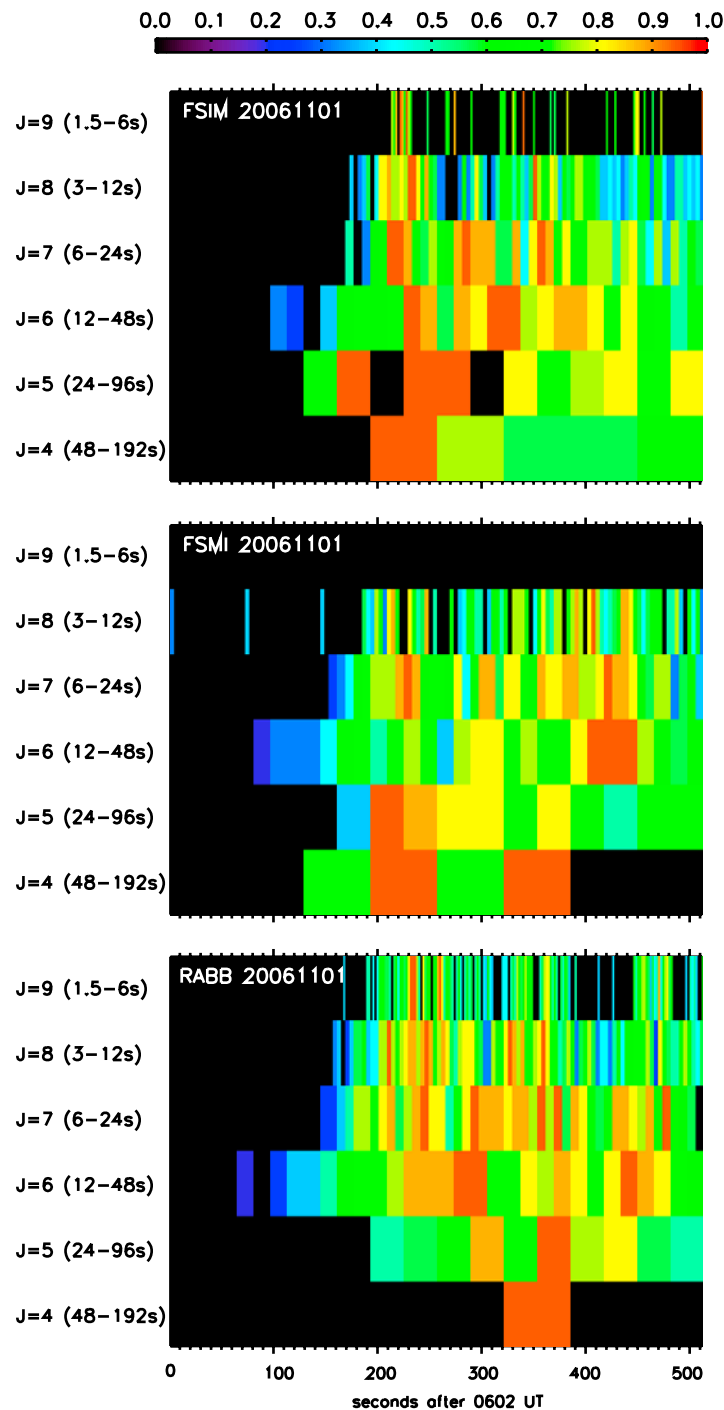 0.0 0.1 0.2 0.3 0.4 0.5 0.6 0.7 0.8 0.9 1.0
FSIM 20061101
J=9 (1.5−6s)
J=8 (3−12s)
J=7 (6−24s)
J=6 (12−48s)
J=5 (24−96s)
J=4 (48−192s)
FSMI 20061101
J=9 (1.5−6s)
J=8 (3−12s)
J=7 (6−24s)
J=6 (12−48s)
J=5 (24−96s)
J=4 (48−192s)
RABB 20061101
J=9 (1.5−6s)
J=8 (3−12s)
J=7 (6−24s)
J=6 (12−48s)
J=5 (24−96s)
J=4 (48−192s)
0 100 200 300 400 500
seconds after 0602 UT